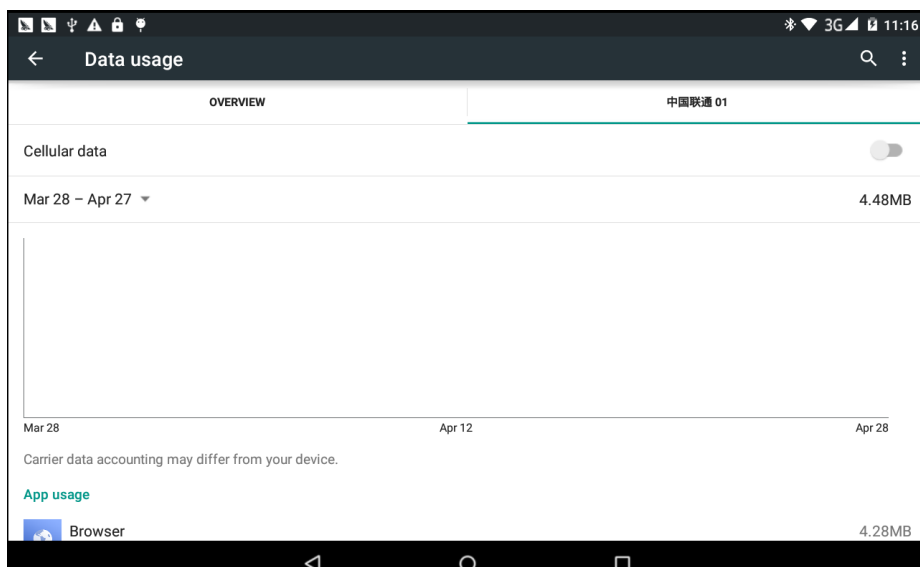 3G 11:16
Data usage
OVERVIEW 中国联通 01
Cellular data
Mar 28 – Apr 27 4.48MB
Mar 28 Apr 12 Apr 28
Carrier data accounting may differ from your device.
App usage
Browser 4.28MB